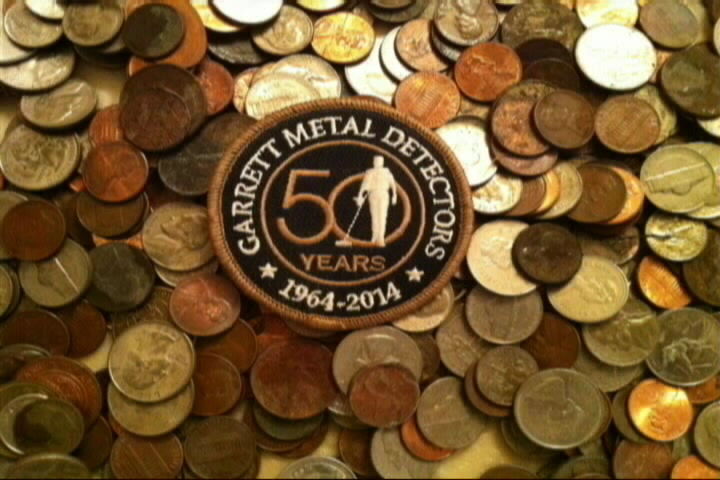 GARRETT METAL DETECTORS
50
YEARS
★ 1964-2014 ★